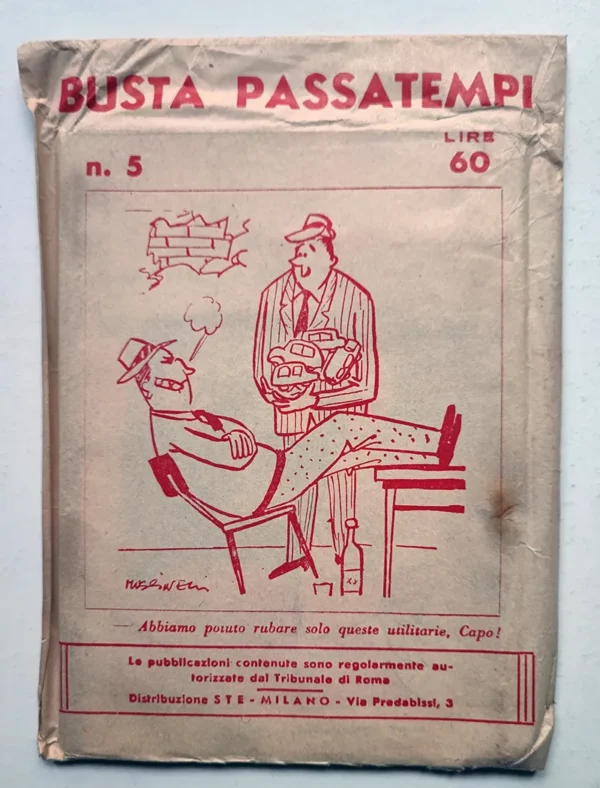 BUSTA PASSATEMPI
LIRE
n. 5 60
— Abbiamo potuto rubare solo queste utilitarie, Capo!
Le pubblicazioni contenute sono regolarmente au-
torizzate dal Tribunale di Roma
Distribuzione STE - MILANO - Via Predabissi, 3